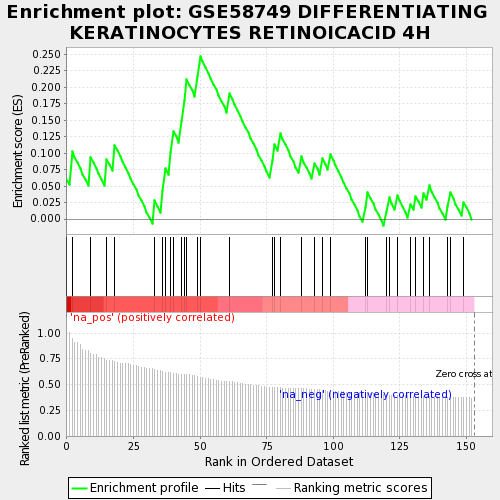 Enrichment plot: GSE58749 DIFFERENTIATING
KERATINOCYTES RETINOICACID 4H
Enrichment score (ES)
0.250
0.225
0.200
0.175
0.150
0.125
0.100
0.075
0.050
0.025
0.000
'na_pos' (positively correlated)
Ranked list metric (PreRanked)
1.00
0.75
0.50
0.25
0.00
Zero cross at
'na_neg' (negatively correlated)
0 25 50 75 100 125 150
Rank in Ordered Dataset
Enrichment profile Hits Ranking metric scores